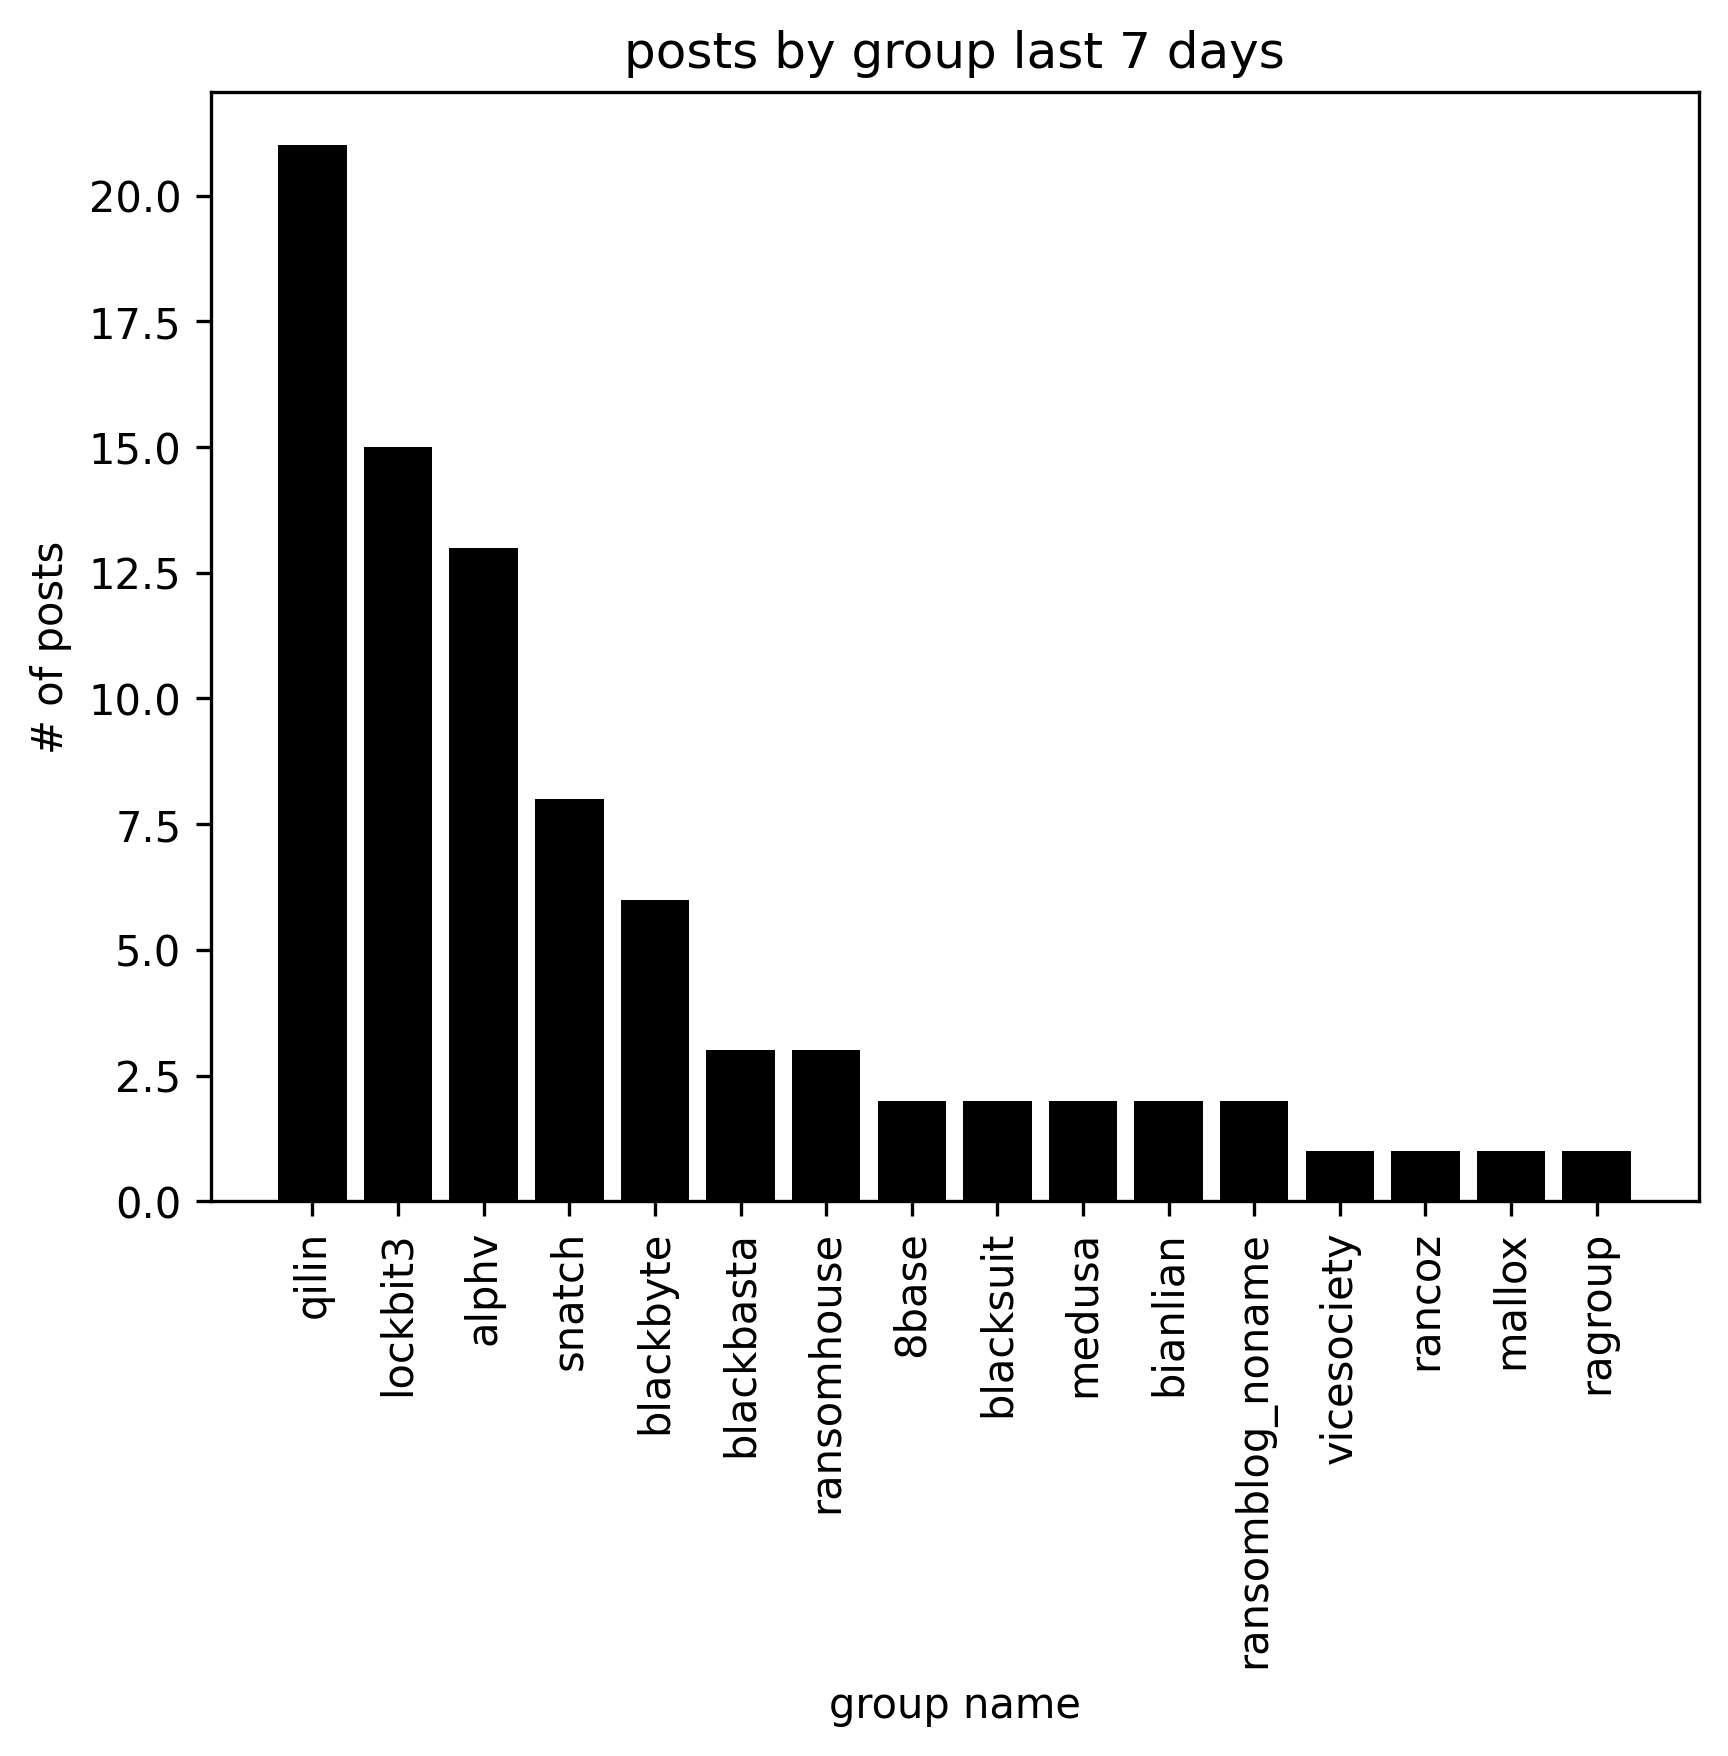 posts by group last 7 days
# of posts
20.0
17.5
15.0
12.5
10.0
7.5
5.0
2.5
0.0
qilin
lockbit3
alphv
snatch
blackbyte
blackbasta
ransomhouse
8base
blacksuit
medusa
bianlian
ransomblog_noname
vicesociety
rancoz
mallox
ragroup
group name